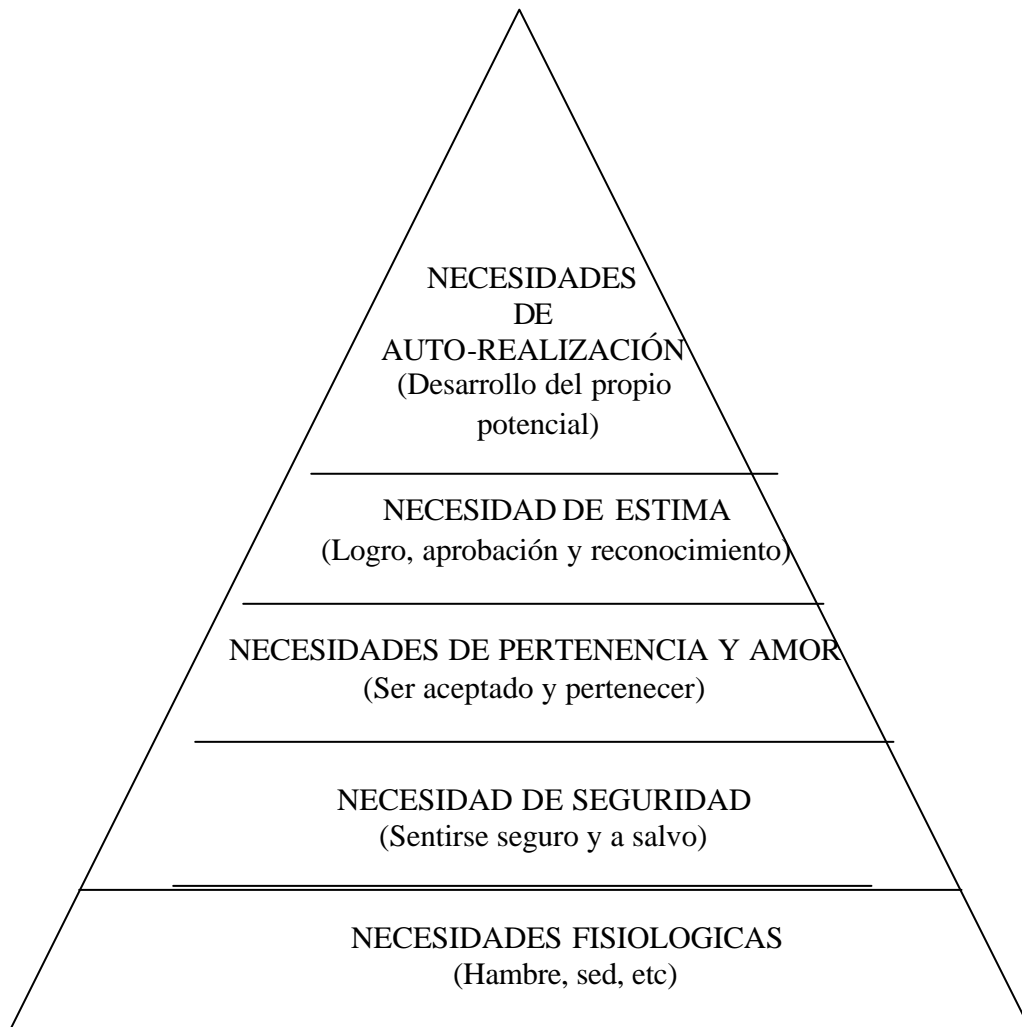 NECESIDADES
DE
AUTO-REALIZACIÓN
(Desarrollo del propio
potencial)
NECESIDAD DE ESTIMA
(Logro, aprobación y reconocimiento)
NECESIDADES DE PERTENENCIA Y AMOR
(Ser aceptado y pertenecer)
NECESIDAD DE SEGURIDAD
(Sentirse seguro y a salvo)
NECESIDADES FISIOLOGICAS
(Hambre, sed, etc)